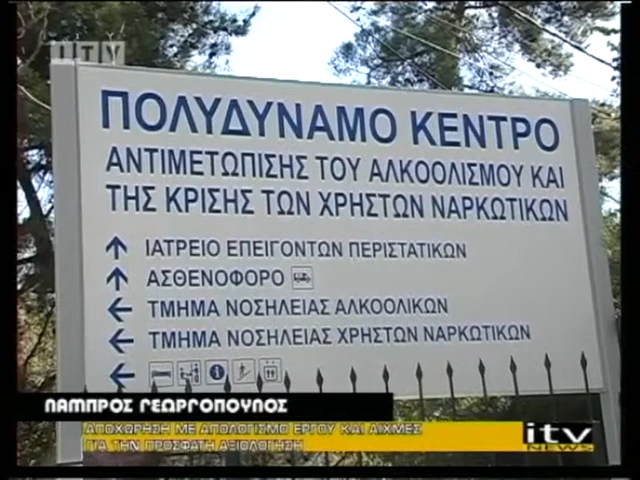 ITV
ΠΟΛΥΔΥΝΑΜΟ ΚΕΝΤΡΟ
ΑΝΤΙΜΕΤΩΠΙΣΗΣ ΤΟΥ ΑΛΚΟΟΛΙΣΜΟΥ ΚΑΙ
ΤΗΣ ΚΡΙΣΗΣ ΤΩΝ ΧΡΗΣΤΩΝ ΝΑΡΚΩΤΙΚΩΝ
↑ ΙΑΤΡΕΙΟ ΕΠΕΙΓΟΝΤΩΝ ΠΕΡΙΣΤΑΤΙΚΩΝ
↑ ΑΣΘΕΝΟΦΟΡΟ
← ΤΜΗΜΑ ΝΟΣΗΛΕΙΑΣ ΑΛΚΟΟΛΙΚΩΝ
← ΤΜΗΜΑ ΝΟΣΗΛΕΙΑΣ ΧΡΗΣΤΩΝ ΝΑΡΚΩΤΙΚΩΝ
←
ΛΑΜΠΡΟΣ ΓΕΩΡΓΟΠΟΥΛΟΣ
ΑΠΟΧΩΡΗΣΗ ΜΕ ΑΠΟΛΟΓΙΣΜΟ ΕΡΓΟΥ ΚΑΙ ΑΙΧΜΕΣ
ΓΙΑ ΤΗΝ ΠΡΟΣΦΑΤΗ ΑΞΙΟΛΟΓΗΣΗ
itv
NEWS